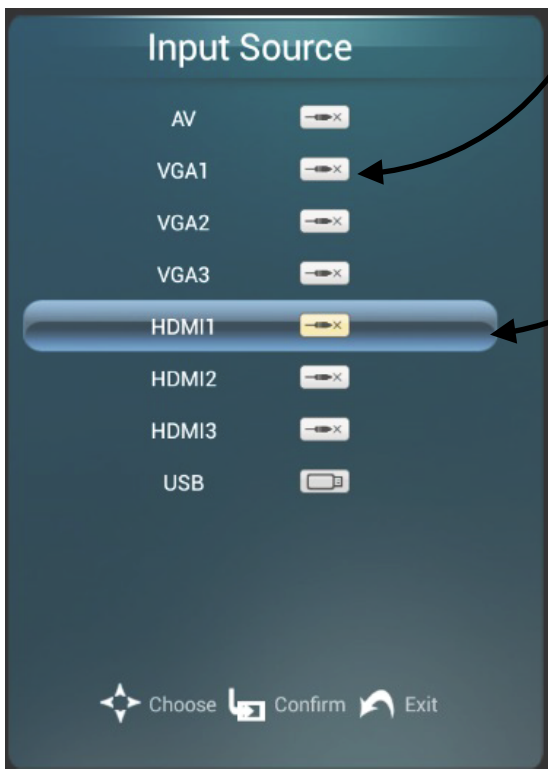 Input Source
AV
VGA1
VGA2
VGA3
HDMI1
HDMI2
HDMI3
USB
Choose Confirm Exit